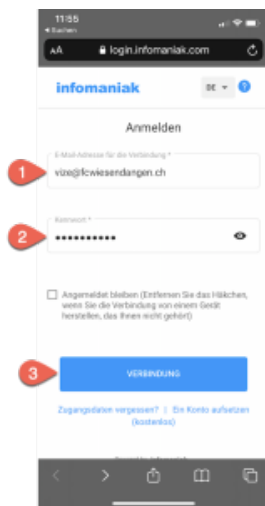 11:55
◀ Suchen
AA login.infomaniak.com
infomaniak DE
Anmelden
E-Mail-Adresse für die Verbindung *
1
vize@fcwiesendangen.ch
Kennwort *
2
••••••••••
Angemeldet bleiben (Entfernen Sie das Häkchen,
wenn Sie die Verbindung von einem Gerät
herstellen, das Ihnen nicht gehört)
3
VERBINDUNG
Zugangsdaten vergessen? | Ein Konto aufsetzen
(kostenlos)